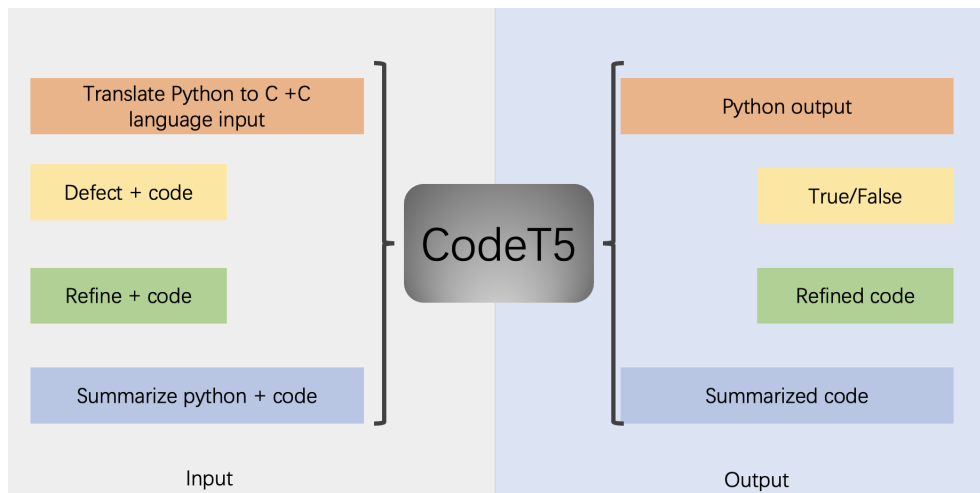 Translate Python to C +C
language input
Defect + code
Refine + code
Summarize python + code
Input
CodeT5
Python output
True/False
Refined code
Summarized code
Output